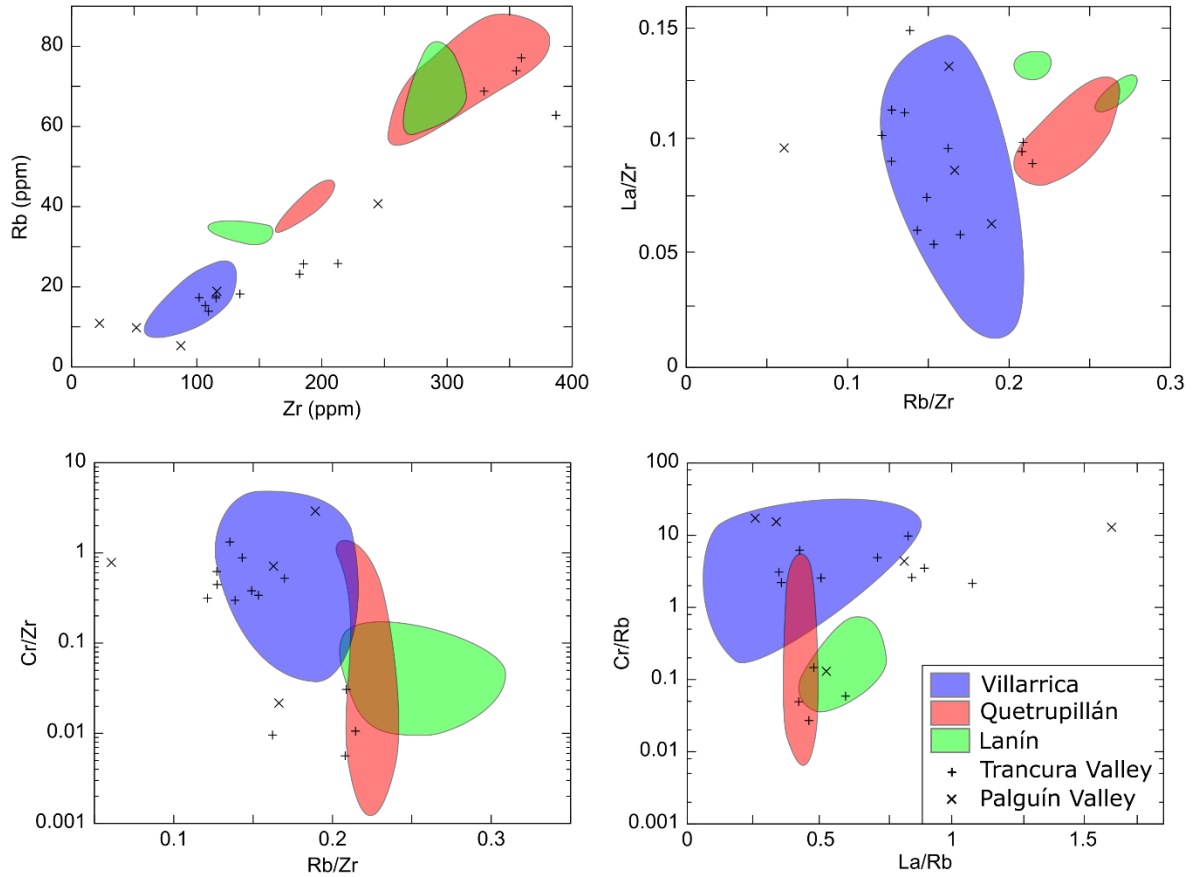 80
60
40
20
0
Rb (ppm)
0 100 200 300 400
Zr (ppm)
0.15
0.1
0.05
0
La/Zr
0 0.1 0.2 0.3
Rb/Zr
10
1
0.1
0.01
0.001
Cr/Zr
0.1 0.2 0.3
Rb/Zr
100
10
1
0.1
0.01
0.001
Cr/Rb
0 0.5 1 1.5
La/Rb
Villarrica
Quetrupillán
Lanín
+ Trancura Valley
× Palguín Valley